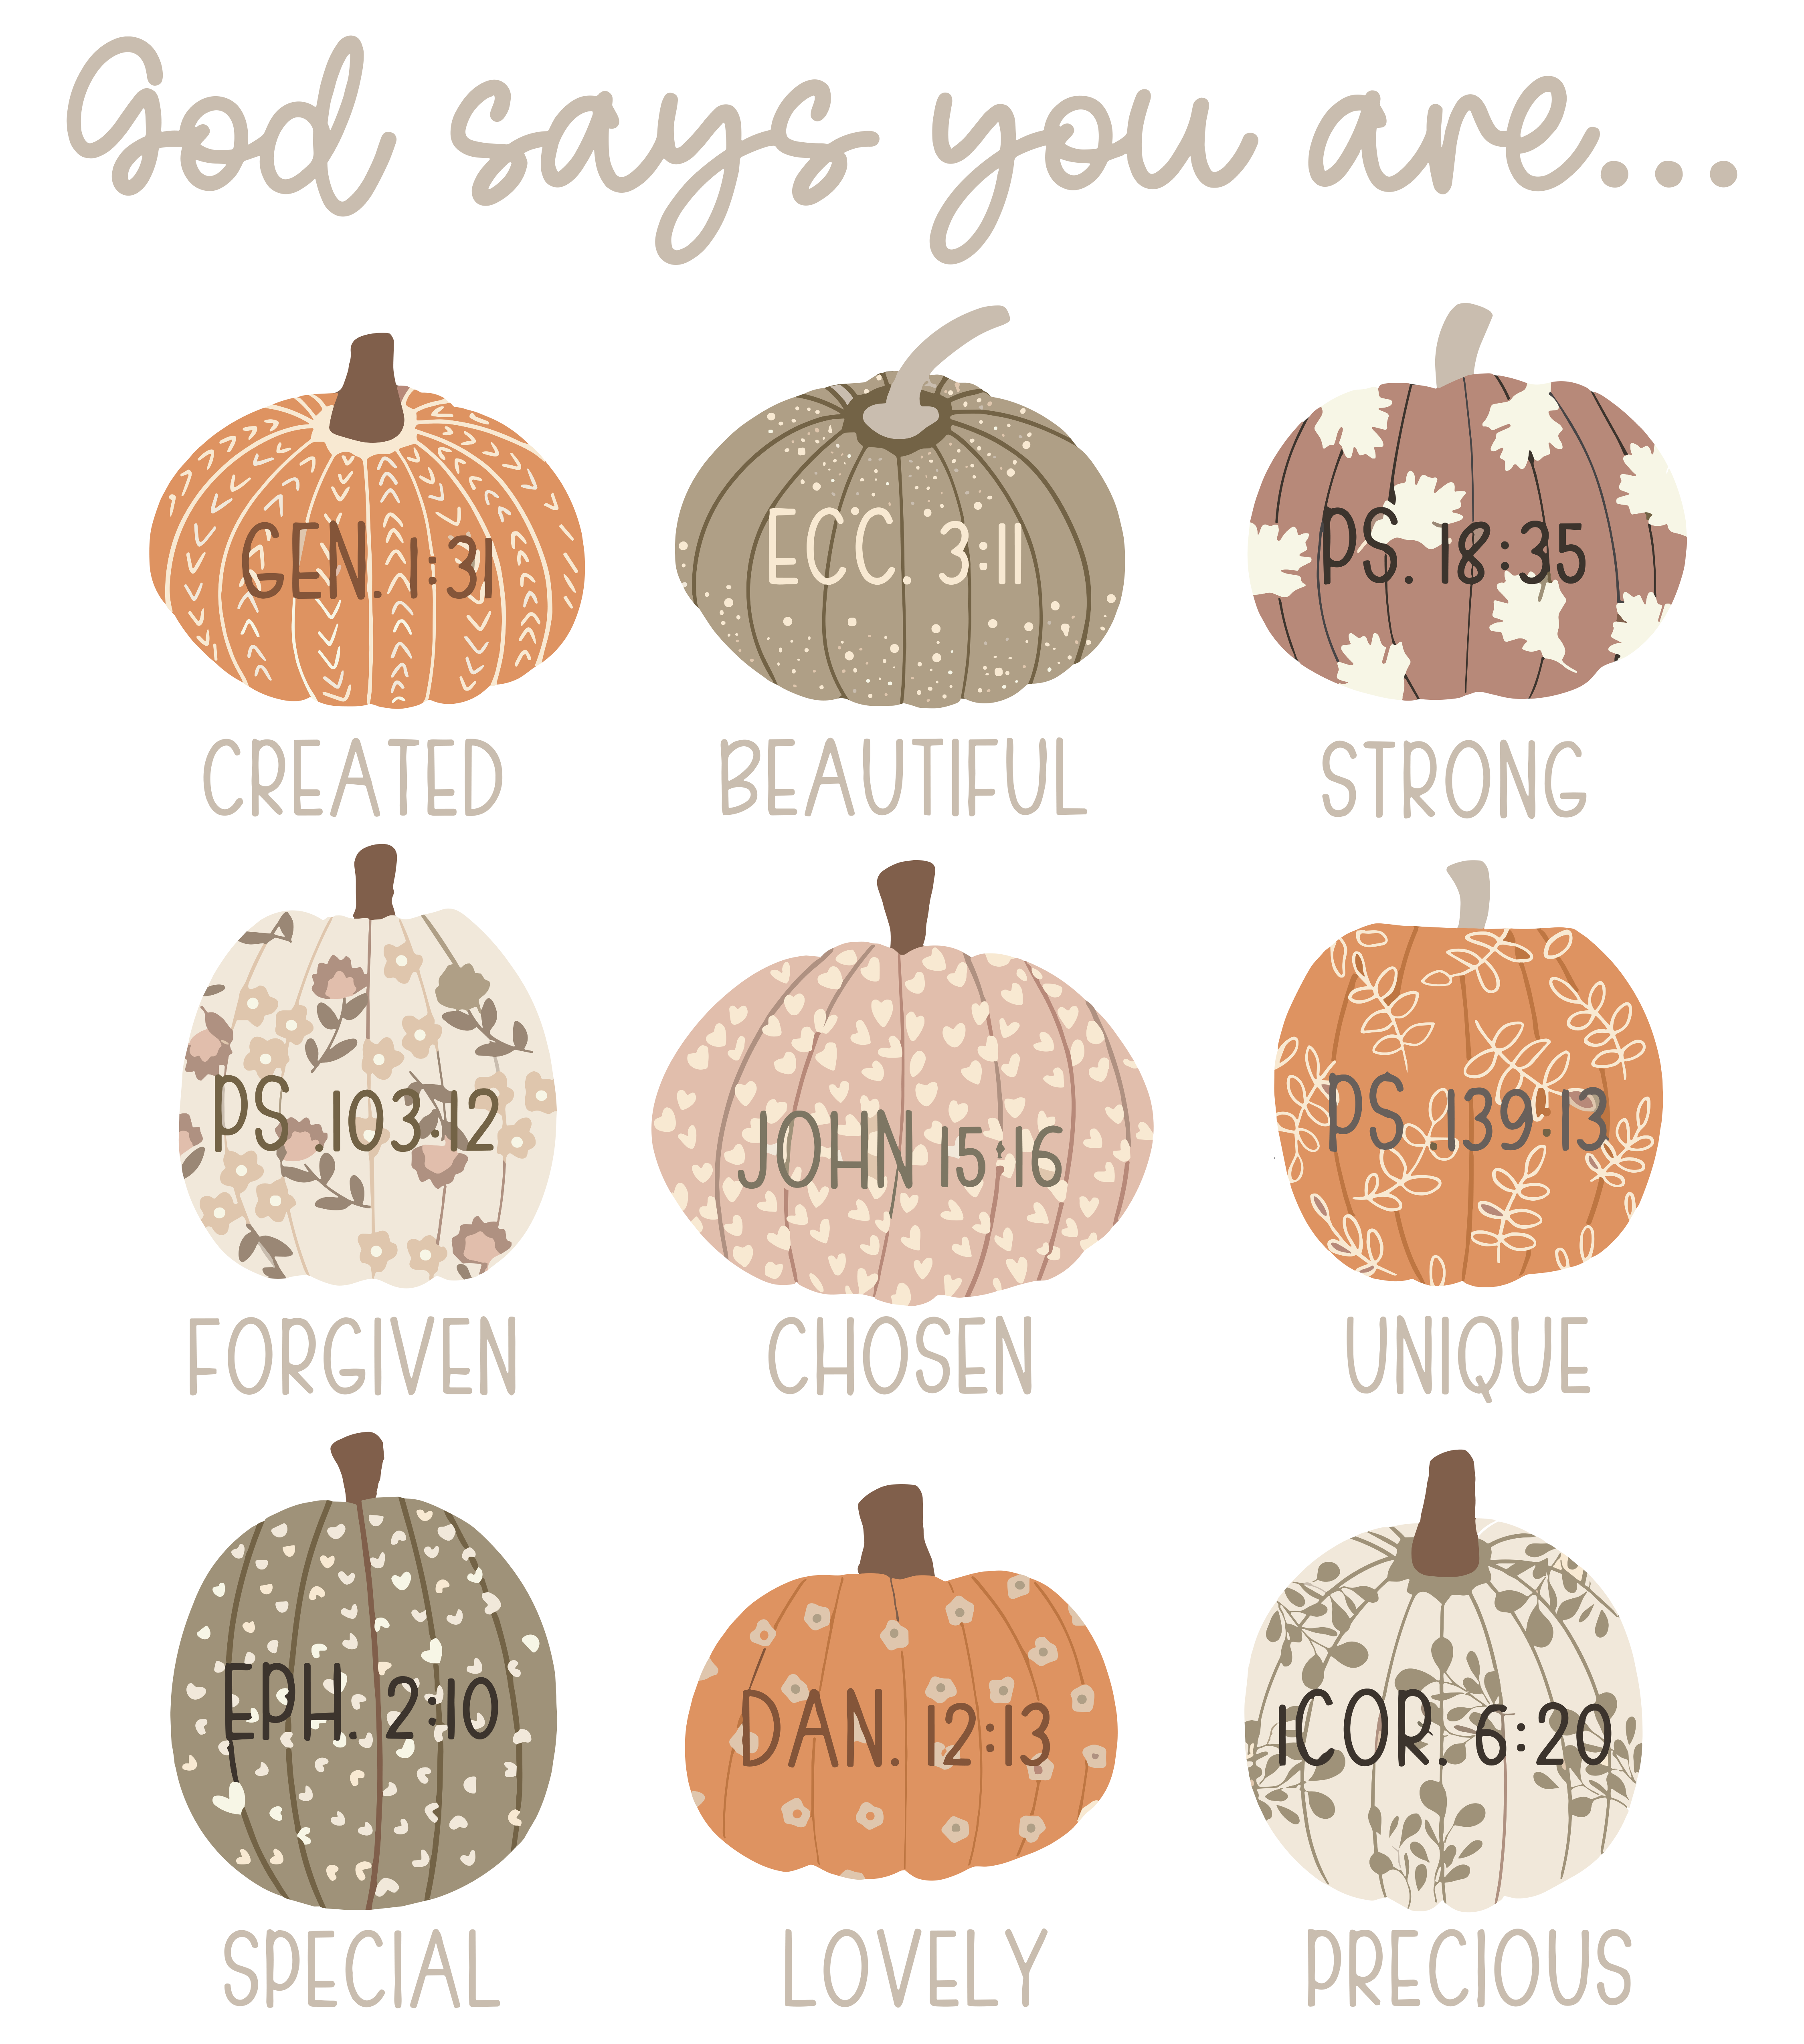 God says you are...
GEN. 1:31
ECC. 3:11
PS. 18:35
CREATED
BEAUTIFUL
STRONG
PS .103:12
JOHN 15:16
PS. 139:13
FORGIVEN
CHOSEN
UNIQUE
EPH. 2:10
DAN. 12:13
1COR. 6:20
SPECIAL
LOVELY
PRECIOUS